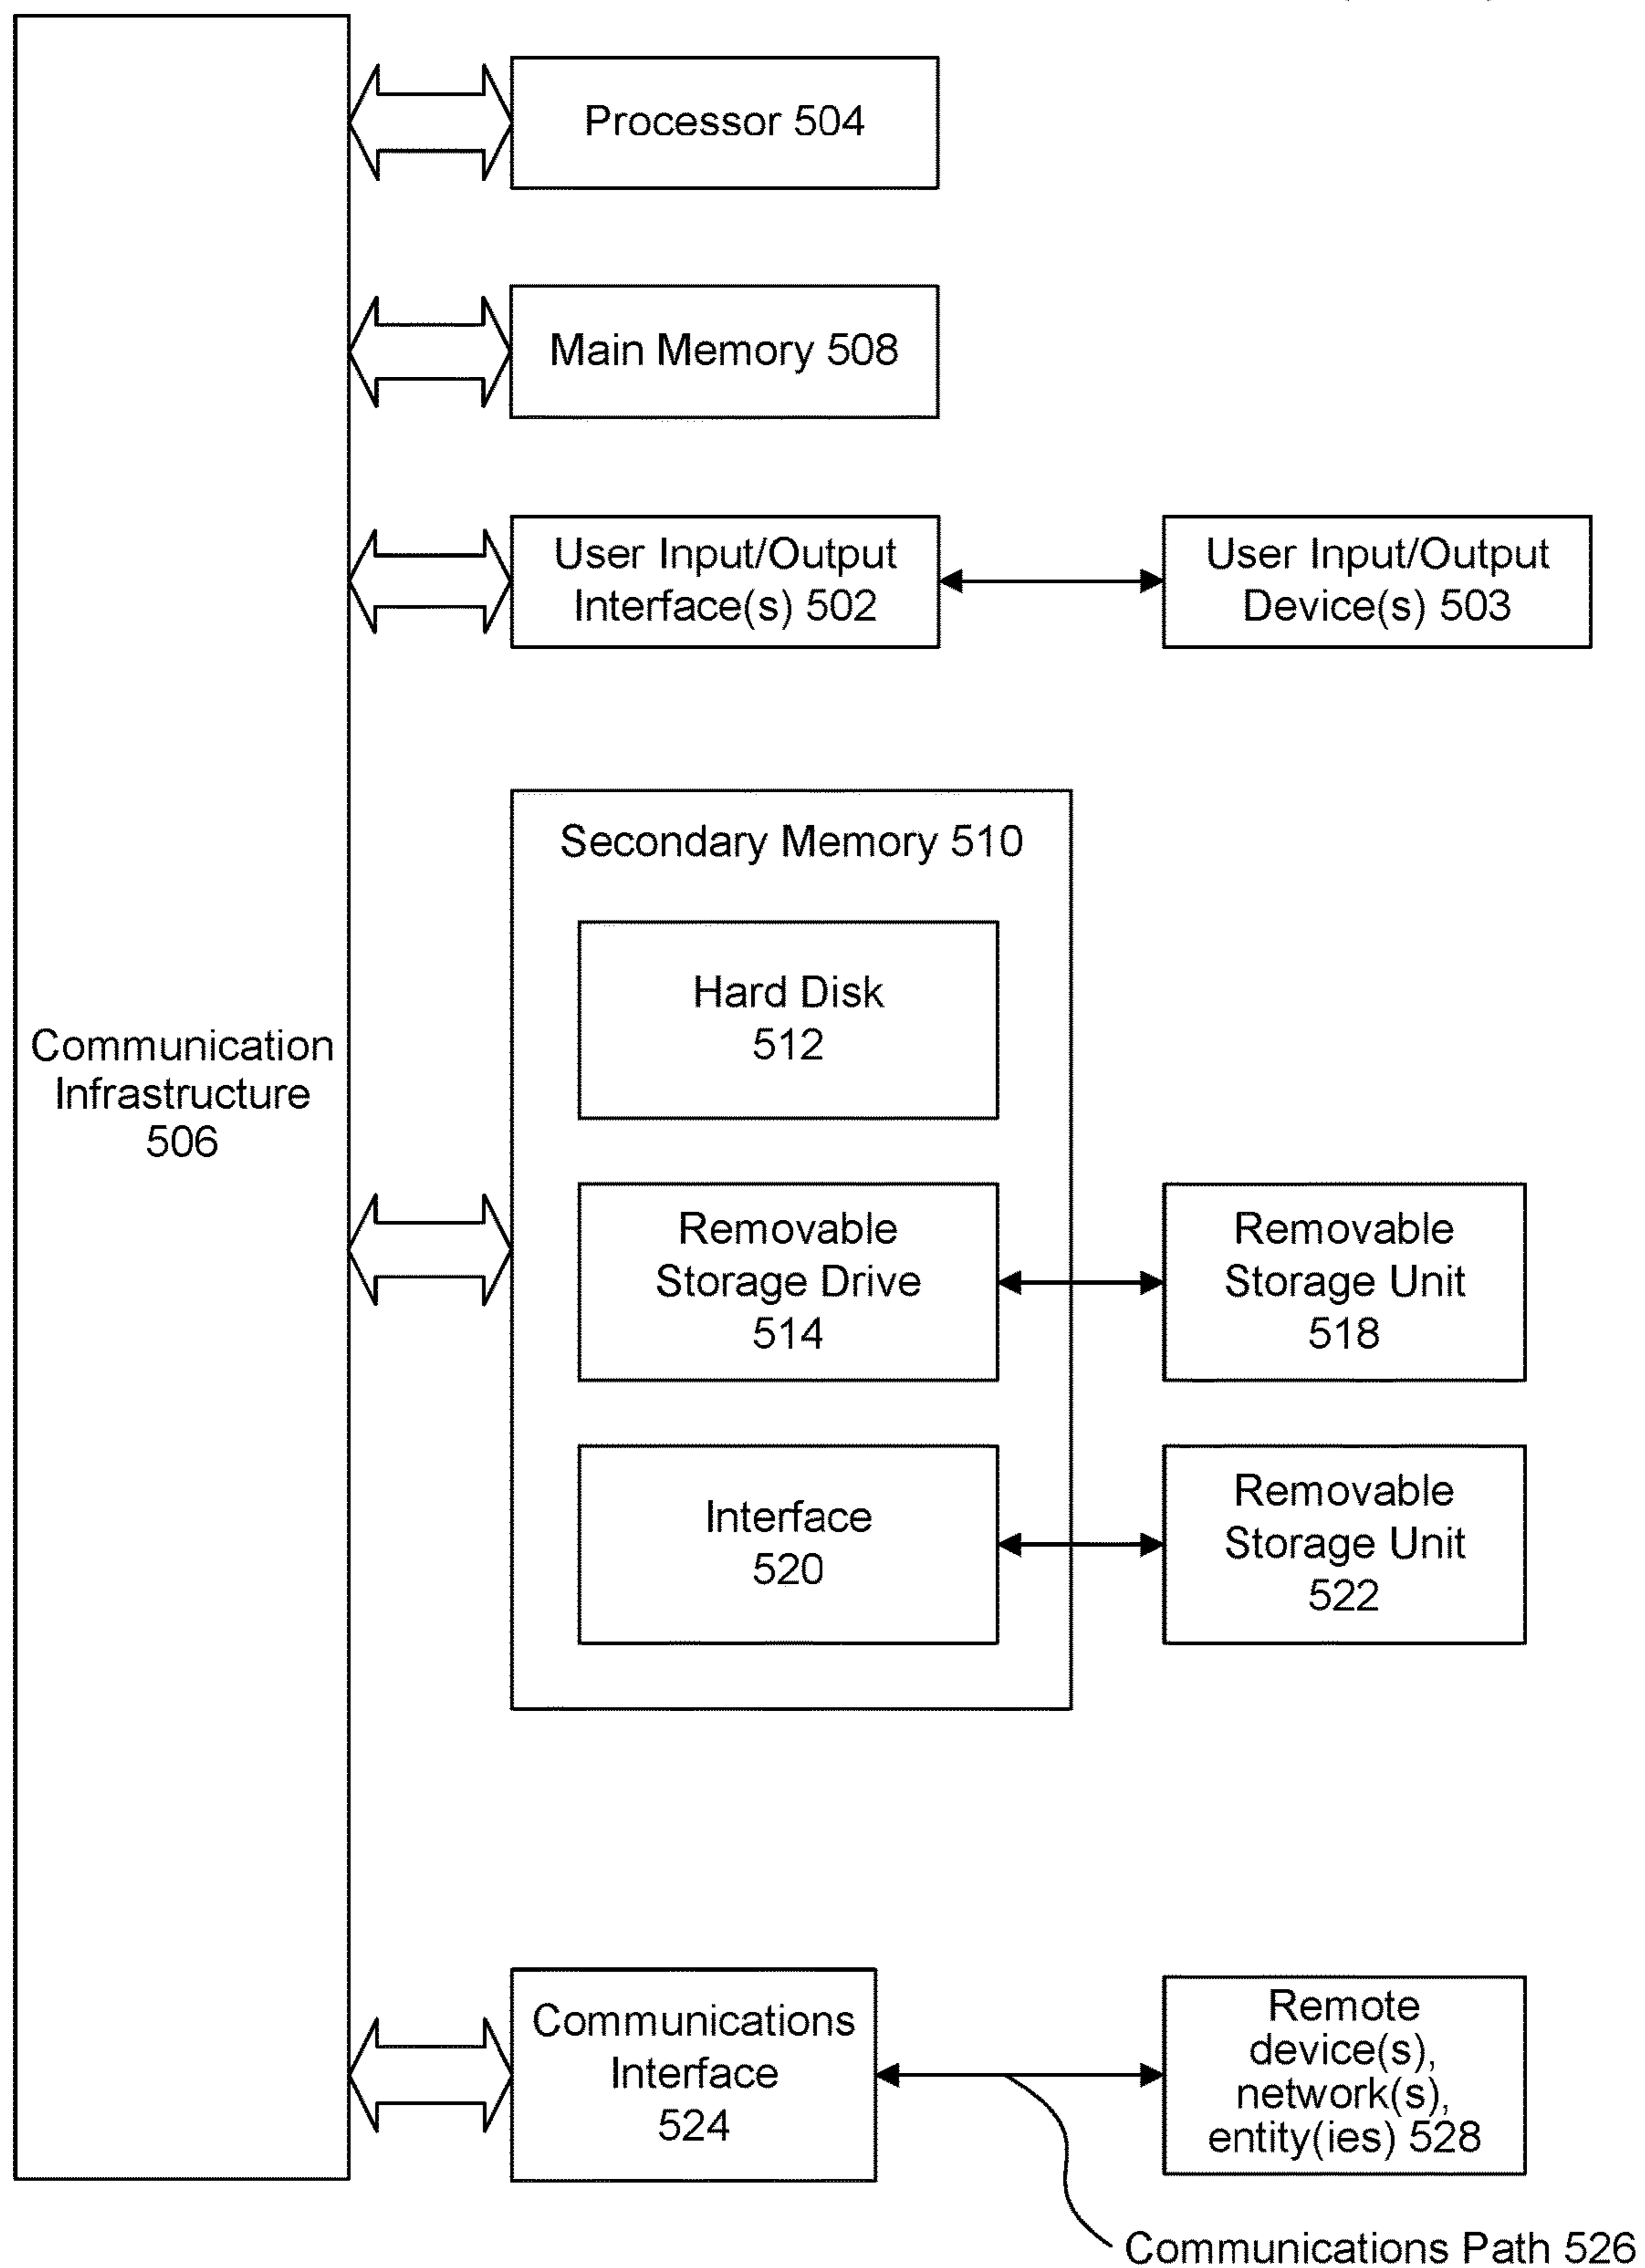 Processor 504
Main Memory 508
User Input/Output
Interface(s) 502
User Input/Output
Device(s) 503
Secondary Memory 510
Hard Disk
512
Communication
Infrastructure
506
Removable
Storage Drive
514
Removable
Storage Unit
518
Interface
520
Removable
Storage Unit
522
Communications
Interface
524
Remote
device(s),
network(s),
entity(ies) 528
Communications Path 526